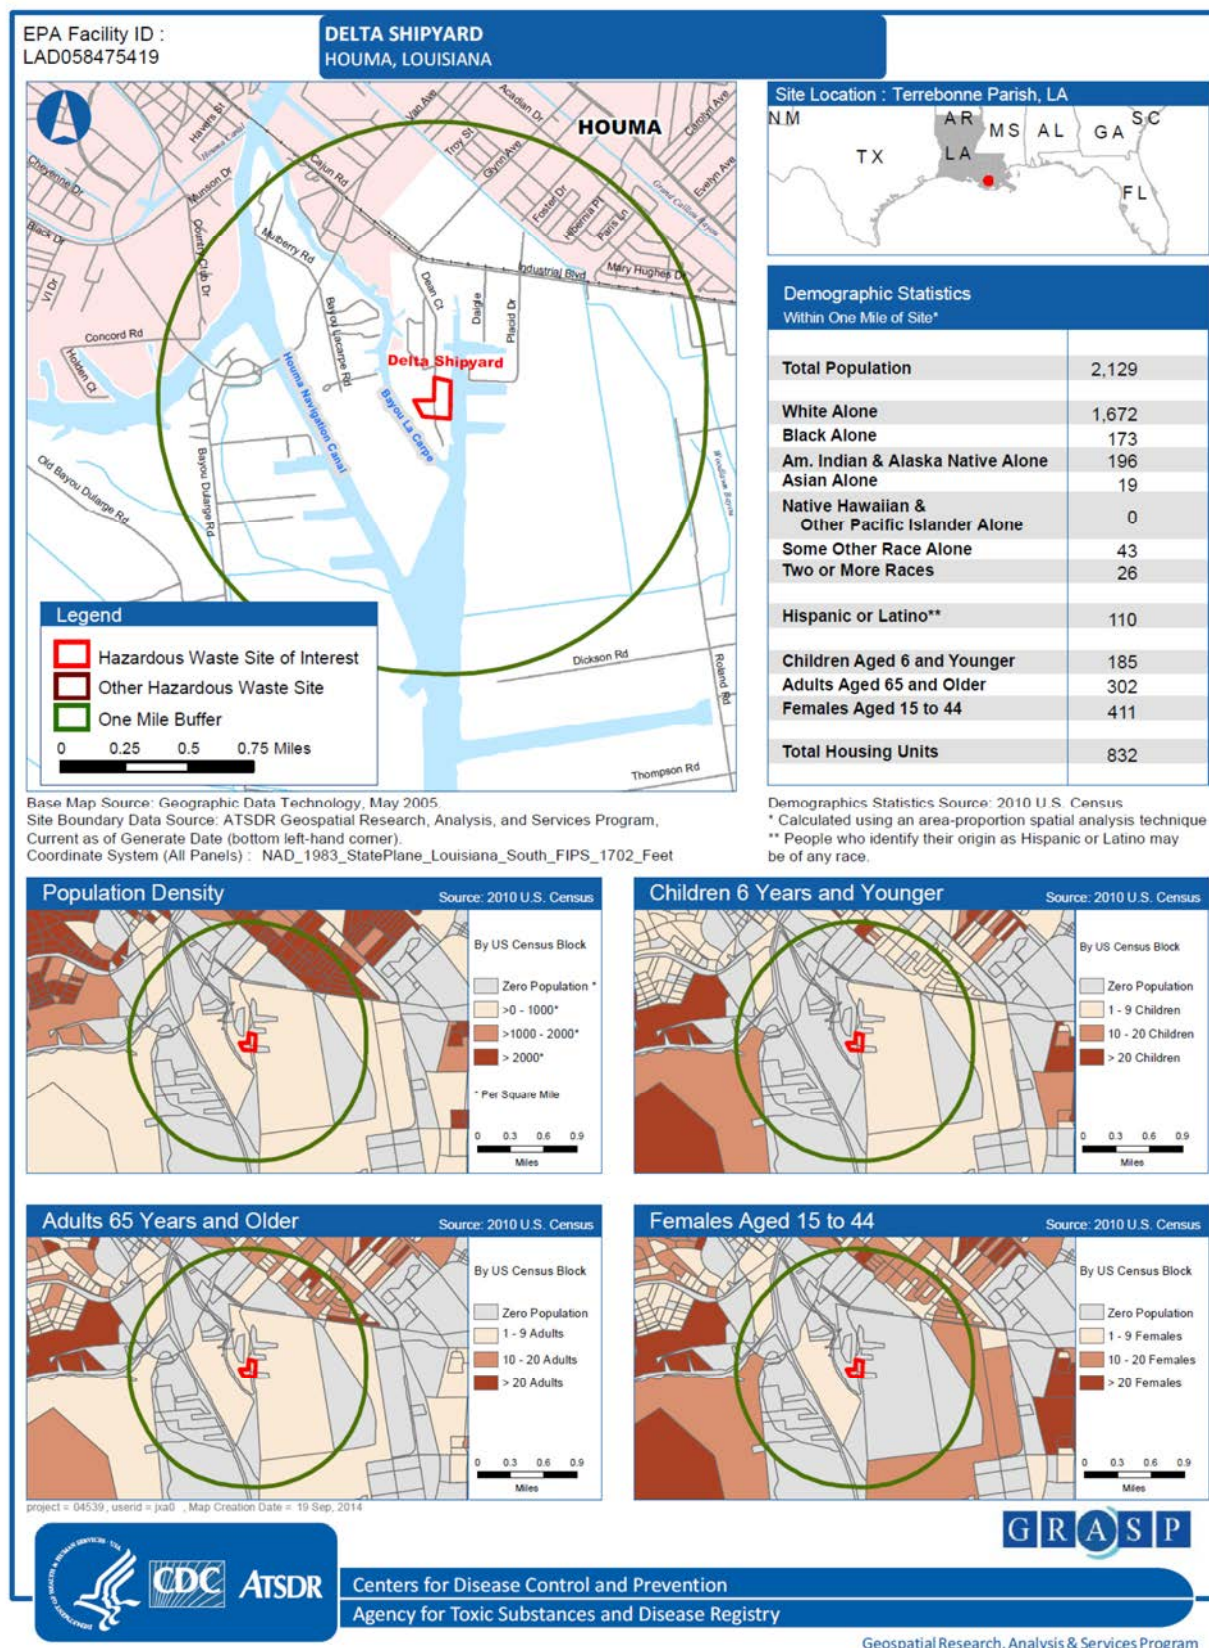 EPA Facility ID :
LAD058475419
DELTA SHIPYARD
HOUMA, LOUISIANA
HOUMA
Havers St
Houma Canal
Cajun Rd
Van Ave
Acadian Dr
Troy St
Glynn Ave
Carolyn Ave
Evelyn Ave
Grand Caillou Bayou
Foster Dr
Hibernia Pl
Paris Ln
Cheyenne Dr
Munson Dr
Black Dr
Country Club Dr
Mulberry Rd
Industrial Blvd
Mary Hughes Dr
VI Dr
Dean Ct
Daigle
Placid Dr
Bayou Lacarpe Rd
Concord Rd
Holden Ct
Delta Shipyard
Houma Navigation Canal
Bayou La Carpe
Old Bayou Dularge Rd
Bayou Dularge Rd
Woodlawn Bayou
Dickson Rd
Roland Rd
Thompson Rd
Legend
Hazardous Waste Site of Interest
Other Hazardous Waste Site
One Mile Buffer
0 0.25 0.5 0.75 Miles
Site Location : Terrebonne Parish, LA
NM
TX
AR
LA
MS
AL
GA
SC
FL
Demographic Statistics
Within One Mile of Site*
Total Population 2,129
White Alone 1,672
Black Alone 173
Am. Indian & Alaska Native Alone 196
Asian Alone 19
Native Hawaiian &
Other Pacific Islander Alone 0
Some Other Race Alone 43
Two or More Races 26
Hispanic or Latino** 110
Children Aged 6 and Younger 185
Adults Aged 65 and Older 302
Females Aged 15 to 44 411
Total Housing Units 832
Base Map Source: Geographic Data Technology, May 2005.
Site Boundary Data Source: ATSDR Geospatial Research, Analysis, and Services Program,
Current as of Generate Date (bottom left-hand corner).
Coordinate System (All Panels) : NAD_1983_StatePlane_Louisiana_South_FIPS_1702_Feet
Demographics Statistics Source: 2010 U.S. Census
* Calculated using an area-proportion spatial analysis technique
** People who identify their origin as Hispanic or Latino may
be of any race.
Population Density Source: 2010 U.S. Census
By US Census Block
Zero Population *
>0 - 1000*
>1000 - 2000*
> 2000*
* Per Square Mile
0 0.3 0.6 0.9
Miles
Children 6 Years and Younger Source: 2010 U.S. Census
By US Census Block
Zero Population
1 - 9 Children
10 - 20 Children
> 20 Children
0 0.3 0.6 0.9
Miles
Adults 65 Years and Older Source: 2010 U.S. Census
By US Census Block
Zero Population
1 - 9 Adults
10 - 20 Adults
> 20 Adults
0 0.3 0.6 0.9
Miles
Females Aged 15 to 44 Source: 2010 U.S. Census
By US Census Block
Zero Population
1 - 9 Females
10 - 20 Females
> 20 Females
0 0.3 0.6 0.9
Miles
project = 04539, userid = jxa0 , Map Creation Date = 19 Sep, 2014
GRASP
DEPARTMENT OF HEALTH & HUMAN SERVICES · USA
CDC
ATSDR
Centers for Disease Control and Prevention
Agency for Toxic Substances and Disease Registry
Geospatial Research, Analysis & Services Program